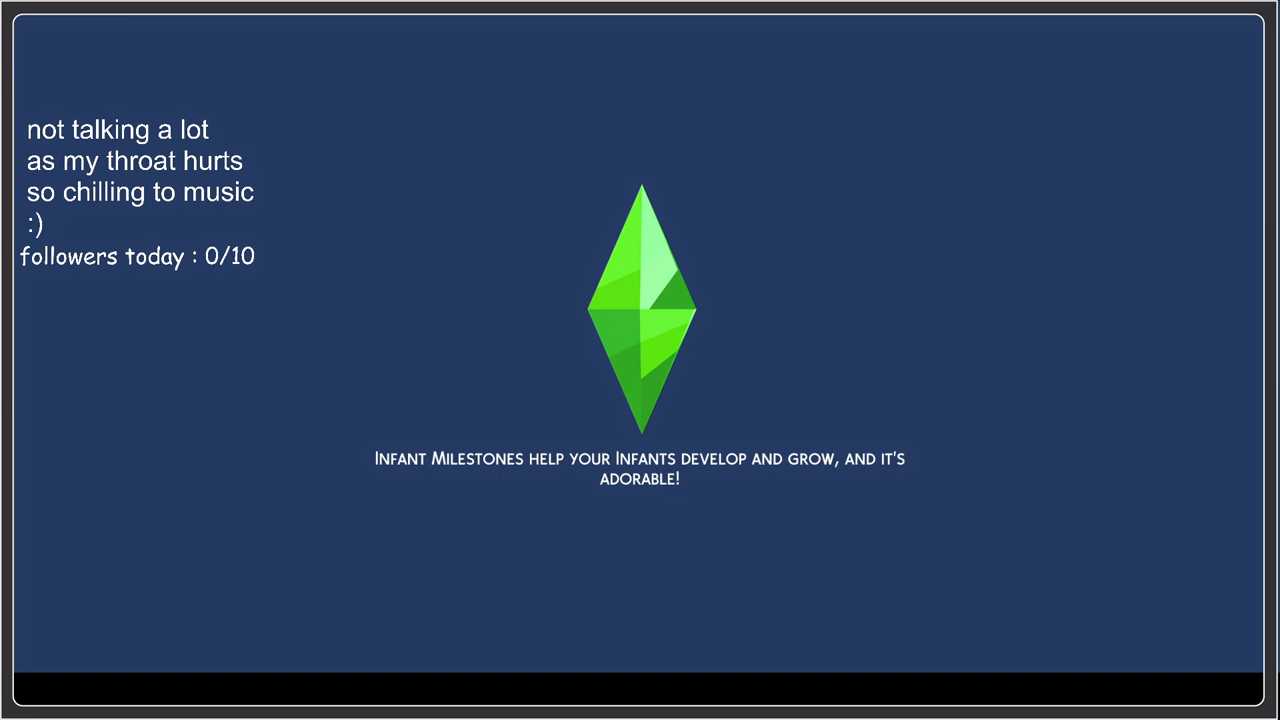 not talking a lot
as my throat hurts
so chilling to music
:)
followers today : 0/10
Infant Milestones help your Infants develop and grow, and it's
adorable!